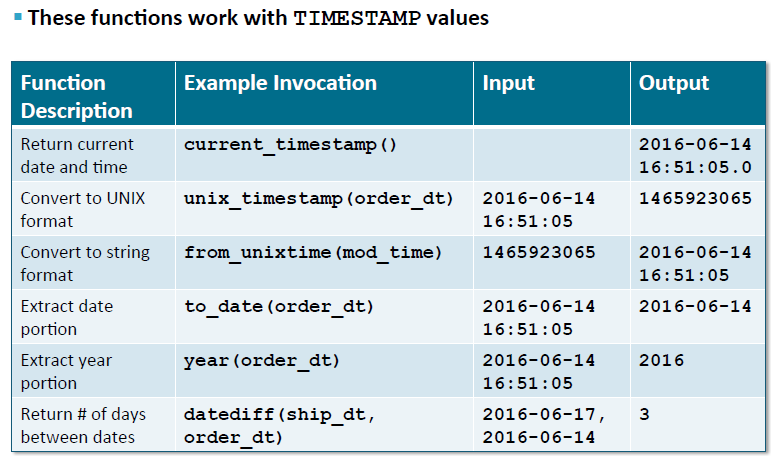 ▪ These functions work with TIMESTAMP values
Function Description Example Invocation Input Output
Return current date and time current_timestamp() 2016-06-14 16:51:05.0
Convert to UNIX format unix_timestamp(order_dt) 2016-06-14 16:51:05 1465923065
Convert to string format from_unixtime(mod_time) 1465923065 2016-06-14 16:51:05
Extract date portion to_date(order_dt) 2016-06-14 16:51:05 2016-06-14
Extract year portion year(order_dt) 2016-06-14 16:51:05 2016
Return # of days between dates datediff(ship_dt, order_dt) 2016-06-17, 2016-06-14 3